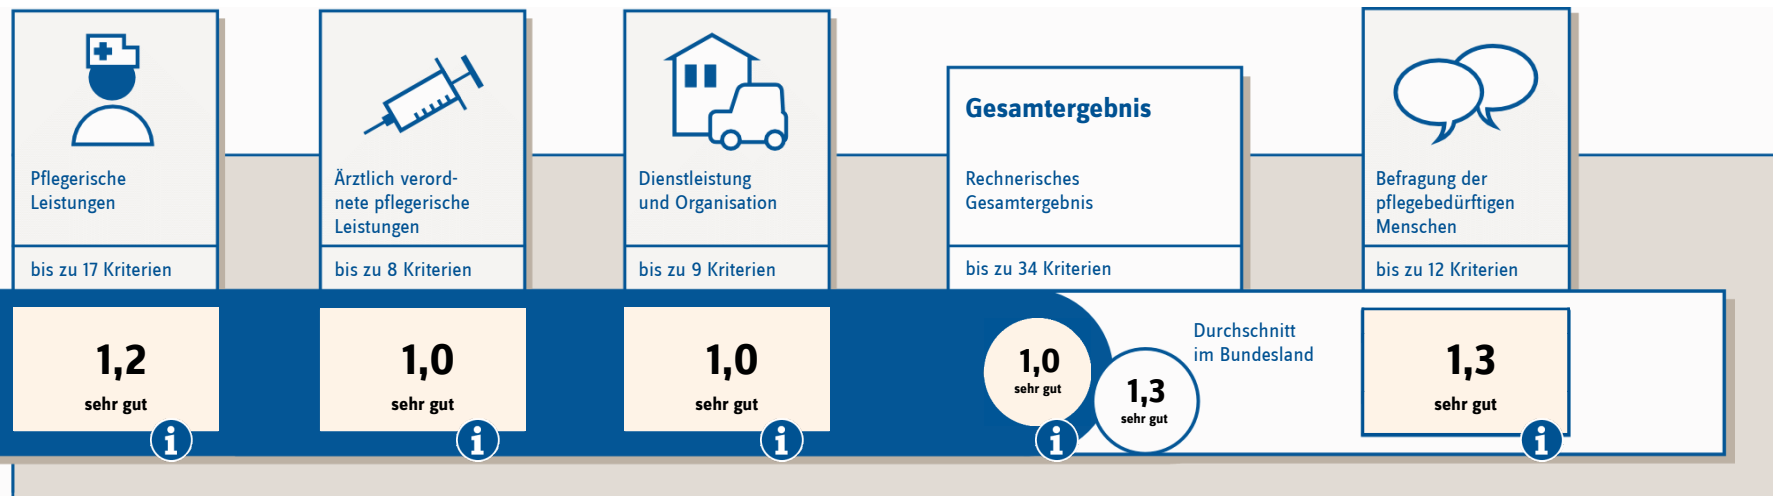 Pflegerische
Leistungen
bis zu 17 Kriterien
1,2
sehr gut
i
Ärztlich verord-
nete pflegerische
Leistungen
bis zu 8 Kriterien
1,0
sehr gut
i
Dienstleistung
und Organisation
bis zu 9 Kriterien
1,0
sehr gut
i
Gesamtergebnis
Rechnerisches
Gesamtergebnis
bis zu 34 Kriterien
1,0
sehr gut
i
1,3
sehr gut
Durchschnitt
im Bundesland
Befragung der
pflegebedürftigen
Menschen
bis zu 12 Kriterien
1,3
sehr gut
i